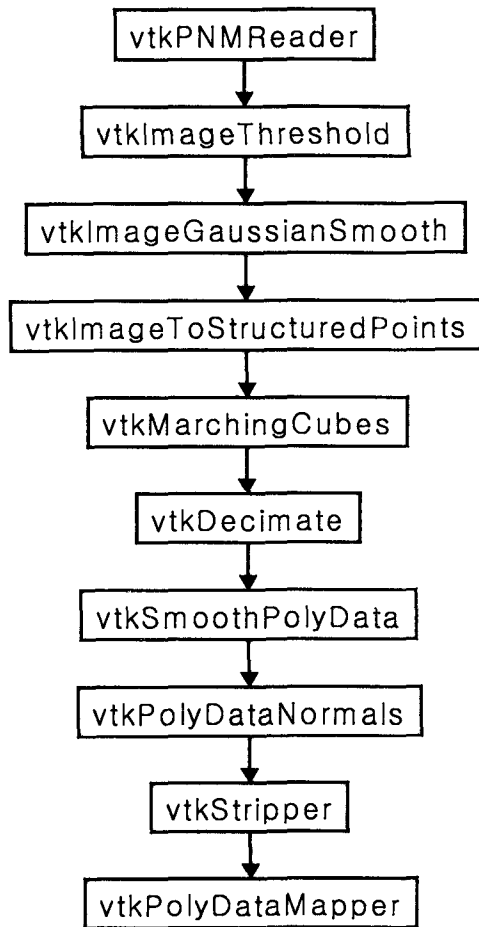 vtkPNMReader
vtkImageThreshold
vtkImageGaussianSmooth
vtkImageToStructuredPoints
vtkMarchingCubes
vtkDecimate
vtkSmoothPolyData
vtkPolyDataNormals
vtkStripper
vtkPolyDataMapper